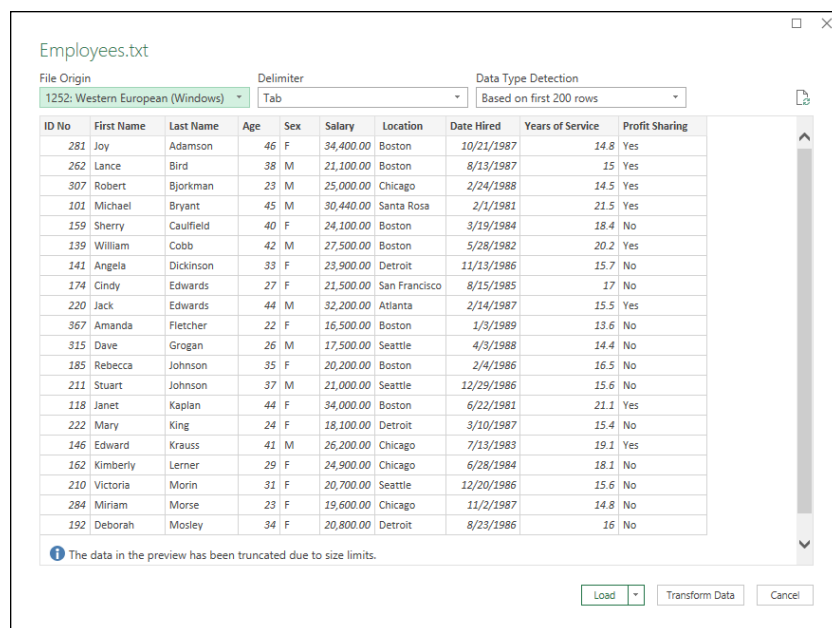 Employees.txt
File Origin Delimiter Data Type Detection
1252: Western European (Windows) Tab Based on first 200 rows
ID No First Name Last Name Age Sex Salary Location Date Hired Years of Service Profit Sharing
281 Joy Adamson 46 F 34,400.00 Boston 10/21/1987 14.8 Yes
262 Lance Bird 38 M 21,100.00 Boston 8/13/1987 15 Yes
307 Robert Bjorkman 23 M 25,000.00 Chicago 2/24/1988 14.5 Yes
101 Michael Bryant 45 M 30,440.00 Santa Rosa 2/1/1981 21.5 Yes
159 Sherry Caulfield 40 F 24,100.00 Boston 3/19/1984 18.4 No
139 William Cobb 42 M 27,500.00 Boston 5/28/1982 20.2 Yes
141 Angela Dickinson 33 F 23,900.00 Detroit 11/13/1986 15.7 No
174 Cindy Edwards 27 F 21,500.00 San Francisco 8/15/1985 17 No
220 Jack Edwards 44 M 32,200.00 Atlanta 2/14/1987 15.5 Yes
367 Amanda Fletcher 22 F 16,500.00 Boston 1/3/1989 13.6 No
315 Dave Grogan 26 M 17,500.00 Seattle 4/3/1988 14.4 No
185 Rebecca Johnson 35 F 20,200.00 Boston 2/4/1986 16.5 No
211 Stuart Johnson 37 M 21,000.00 Seattle 12/29/1986 15.6 No
118 Janet Kaplan 44 F 34,000.00 Boston 6/22/1981 21.1 Yes
222 Mary King 24 F 18,100.00 Detroit 3/10/1987 15.4 No
146 Edward Krauss 41 M 26,200.00 Chicago 7/13/1983 19.1 Yes
162 Kimberly Lerner 29 F 24,900.00 Chicago 6/28/1984 18.1 No
210 Victoria Morin 31 F 20,700.00 Seattle 12/20/1986 15.6 No
284 Miriam Morse 23 F 19,600.00 Chicago 11/2/1987 14.8 No
192 Deborah Mosley 34 F 20,800.00 Detroit 8/23/1986 16 No
The data in the preview has been truncated due to size limits.
Load Transform Data Cancel